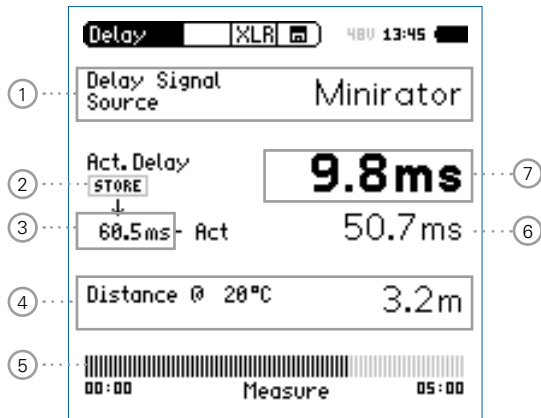 Delay XLR 48V 13:45
1 Delay Signal Source Minirator
Act. Delay 9.8ms 7
2 STORE
3 60.5ms - Act 50.7ms 6
4 Distance @ 20°C 3.2m
5
00:00 Measure 05:00